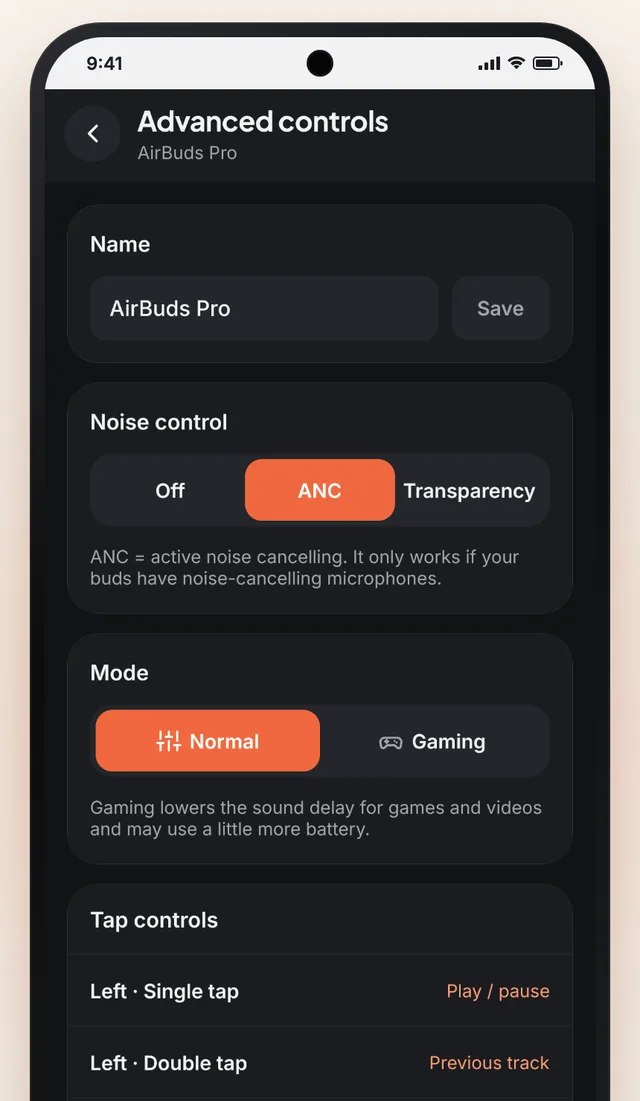 9:41
Advanced controls
AirBuds Pro
Name
AirBuds Pro
Save
Noise control
Off
ANC
Transparency
ANC = active noise cancelling. It only works if your
buds have noise-cancelling microphones.
Mode
Normal
Gaming
Gaming lowers the sound delay for games and videos
and may use a little more battery.
Tap controls
Left · Single tap
Play / pause
Left · Double tap
Previous track